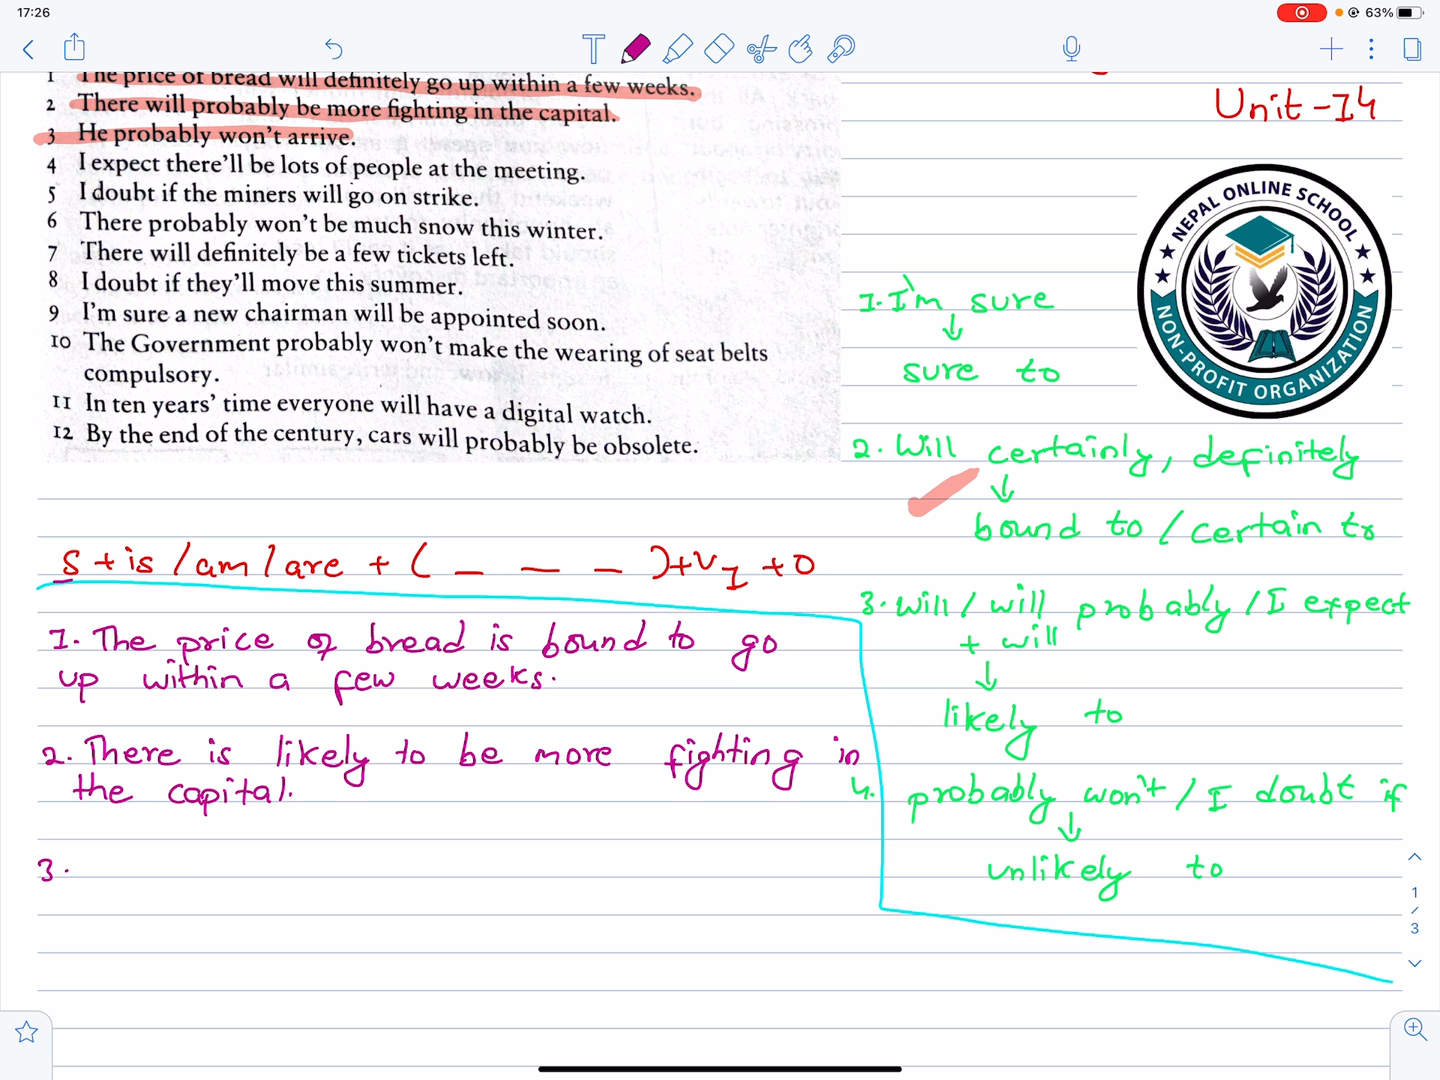 17:26
63%
1 The price of bread will definitely go up within a few weeks.
2 There will probably be more fighting in the capital.
3 He probably won't arrive.
4 I expect there'll be lots of people at the meeting.
5 I doubt if the miners will go on strike.
6 There probably won't be much snow this winter.
7 There will definitely be a few tickets left.
8 I doubt if they'll move this summer.
9 I'm sure a new chairman will be appointed soon.
10 The Government probably won't make the wearing of seat belts
compulsory.
11 In ten years' time everyone will have a digital watch.
12 By the end of the century, cars will probably be obsolete.
S + is / am / are + ( _ _ _ ) + V1 + O
1. The price of bread is bound to go
up within a few weeks.
2. There is likely to be more fighting in
the capital.
3.
Unit-14
NEPAL ONLINE SCHOOL
NON-PROFIT ORGANIZATION
1. I'm sure
↓
sure to
2. Will certainly, definitely
↓
bound to / certain to
3. Will / will probably / I expect
+ will
↓
likely to
4. probably won't / I doubt if
↓
unlikely to
1
/
3